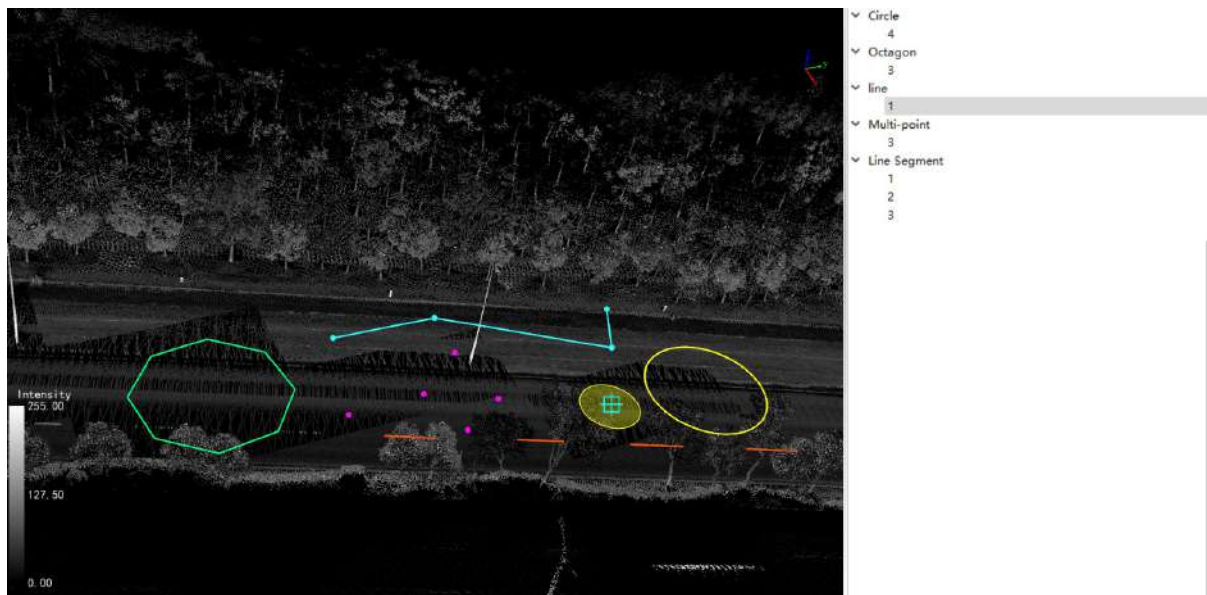 Circle
4
Octagon
3
line
1
Multi-point
3
Line Segment
1
2
3
Intensity
255.00
127.50
0.00